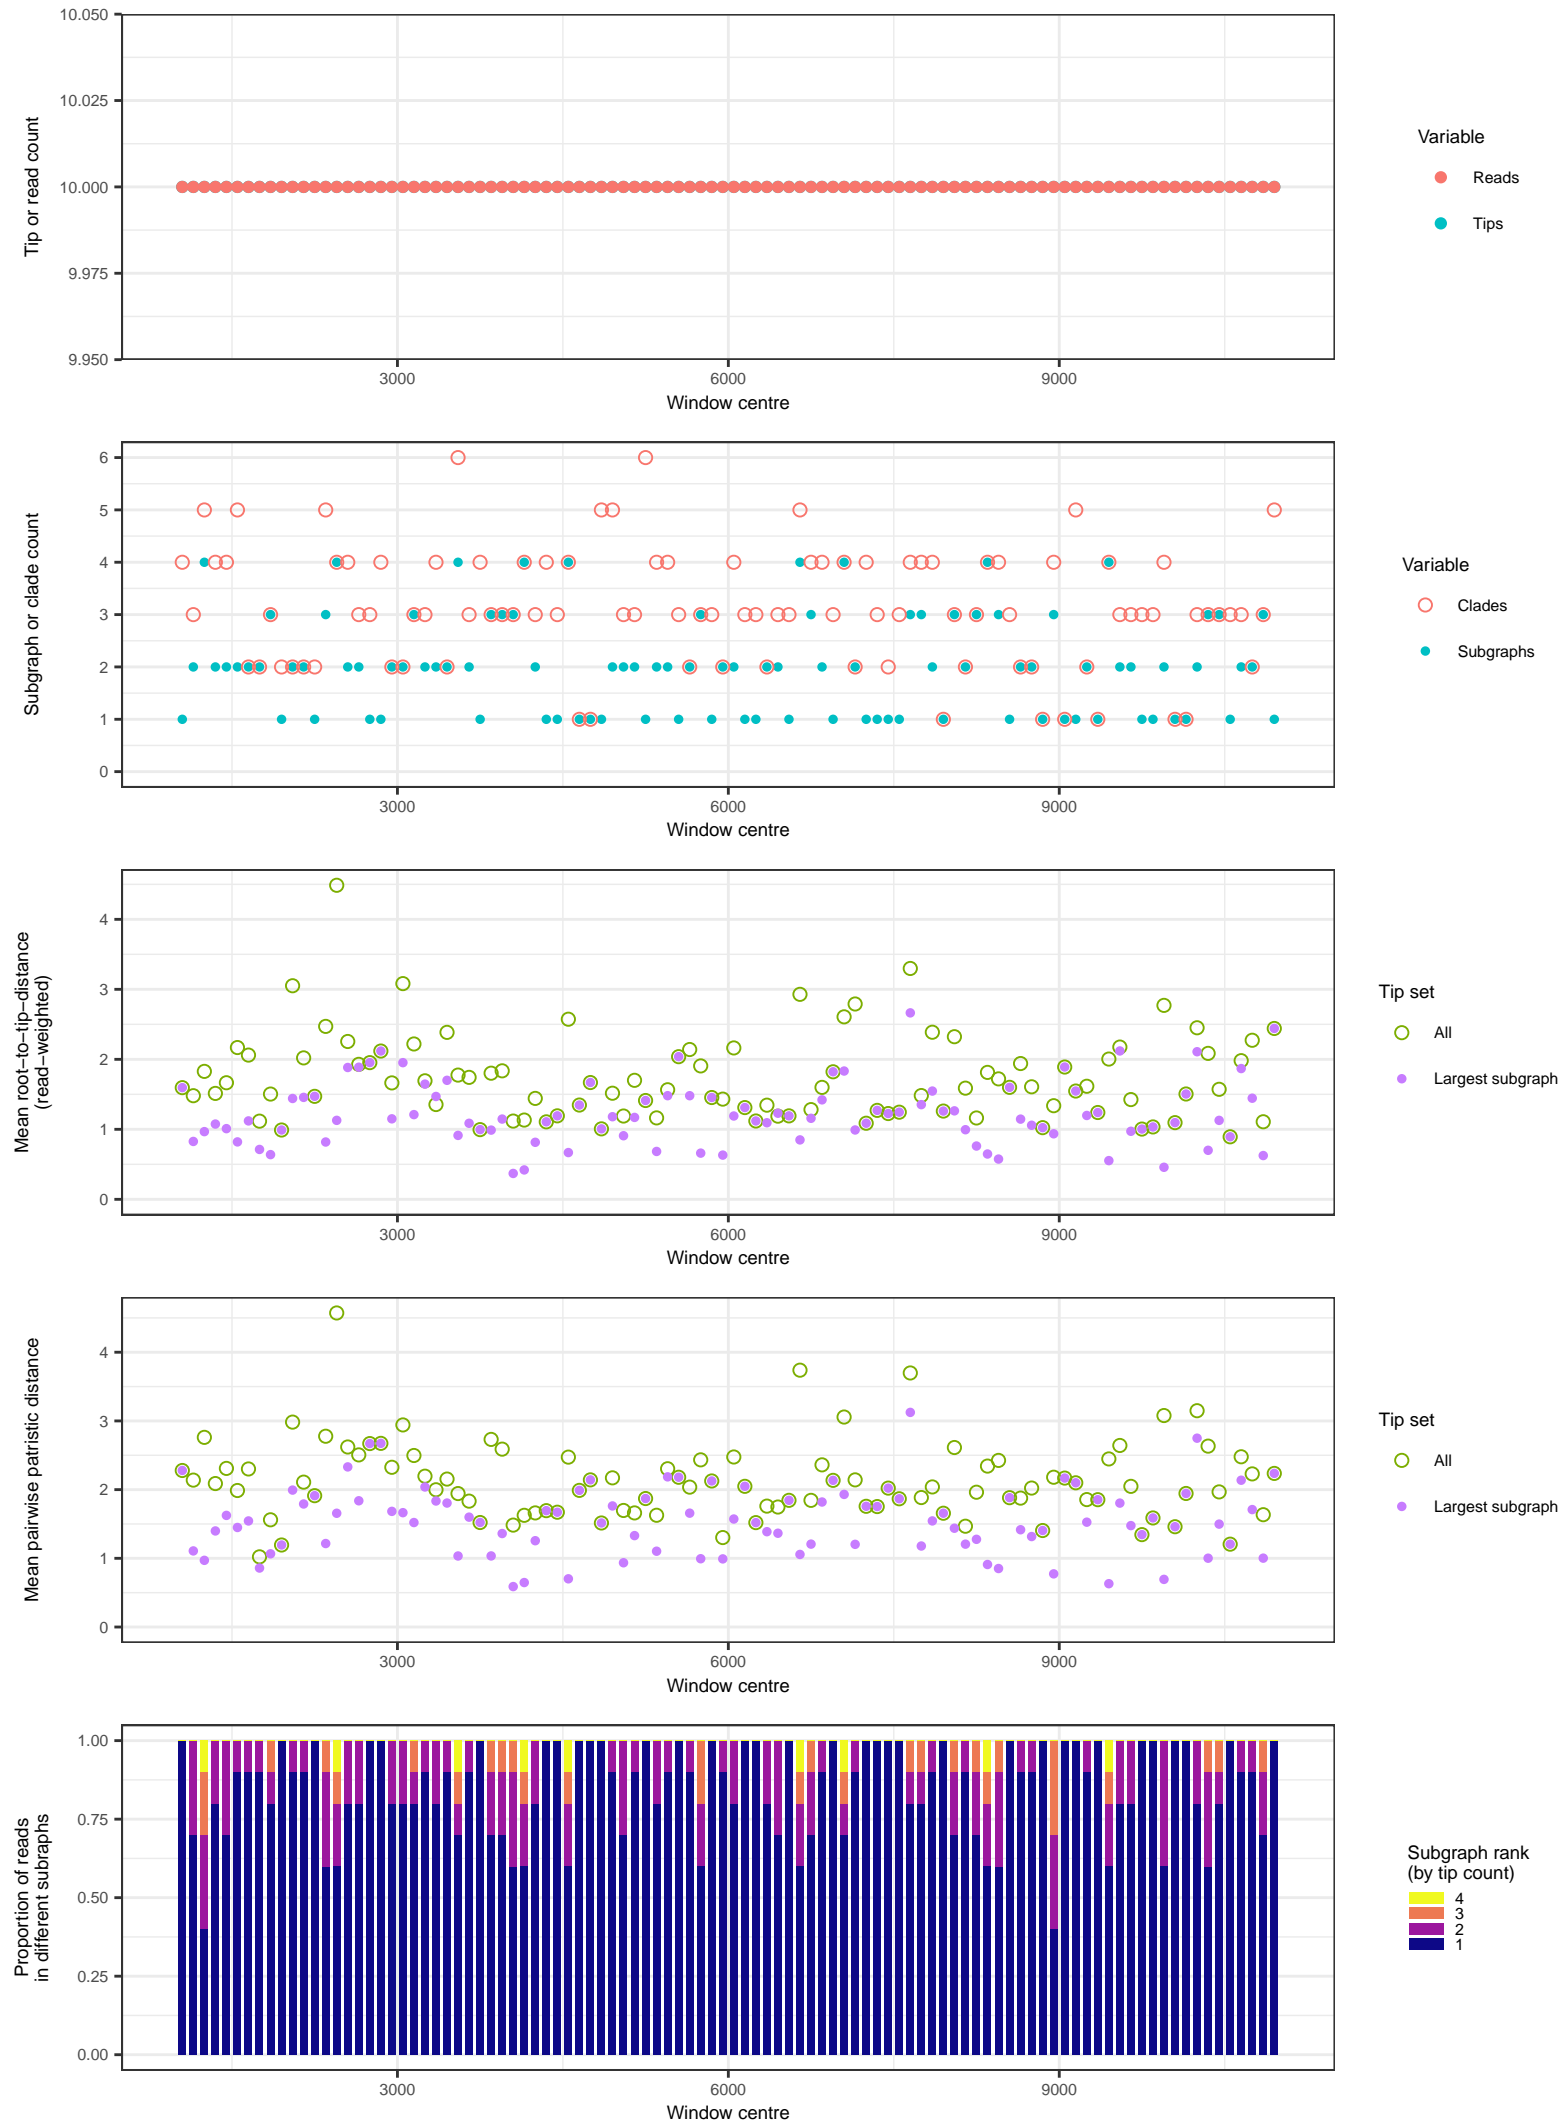 10.050
10.025
10.000
9.975
9.950
Tip or read count
3000
6000
9000
Window centre
Variable
Reads
Tips
6
5
4
3
2
1
0
Subgraph or clade count
3000
6000
9000
Window centre
Variable
Clades
Subgraphs
4
3
2
1
0
Mean root−to−tip−distance
(read−weighted)
3000
6000
9000
Window centre
Tip set
All
Largest subgraph
4
3
2
1
0
Mean pairwise patristic distance
3000
6000
9000
Window centre
Tip set
All
Largest subgraph
1.00
0.75
0.50
0.25
0.00
Proportion of reads
in different subraphs
3000
6000
9000
Window centre
Subgraph rank
(by tip count)
4
3
2
1